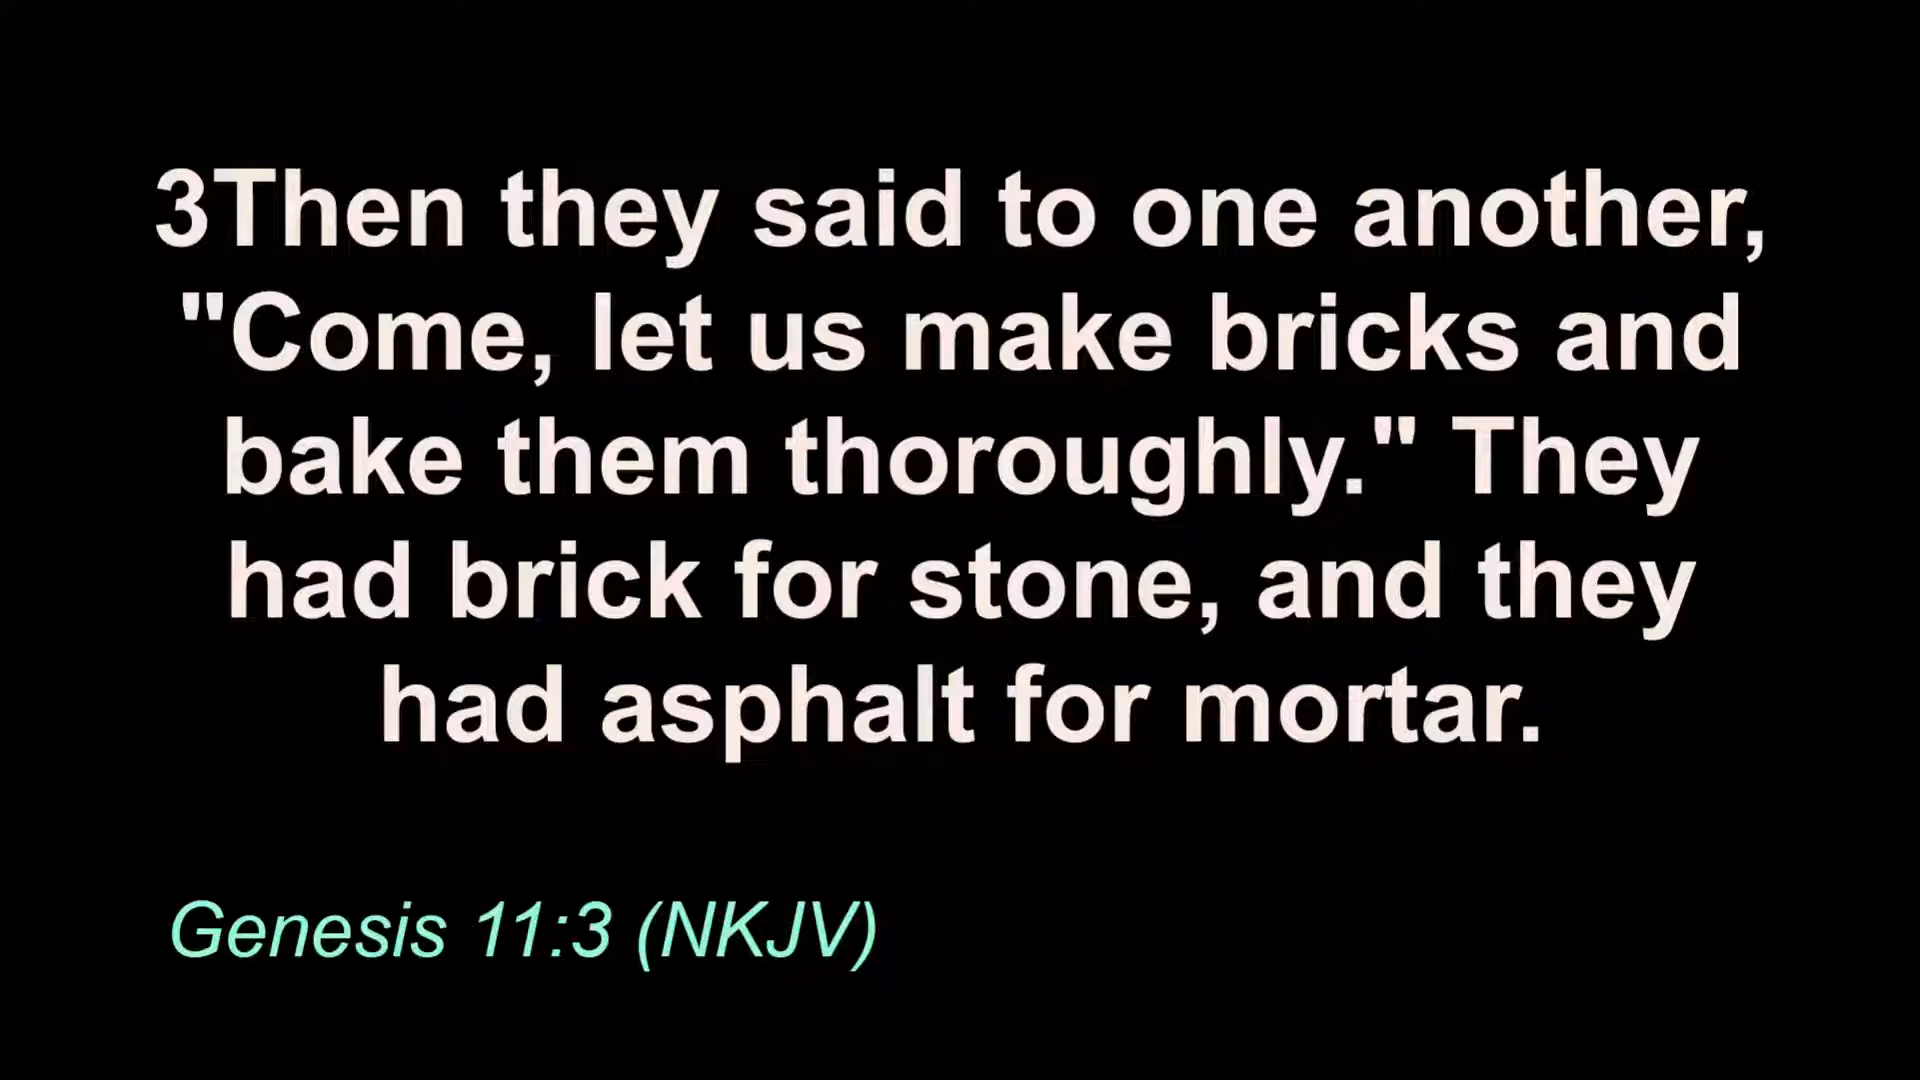 3Then they said to one another,
"Come, let us make bricks and
bake them thoroughly." They
had brick for stone, and they
had asphalt for mortar.
Genesis 11:3 (NKJV)